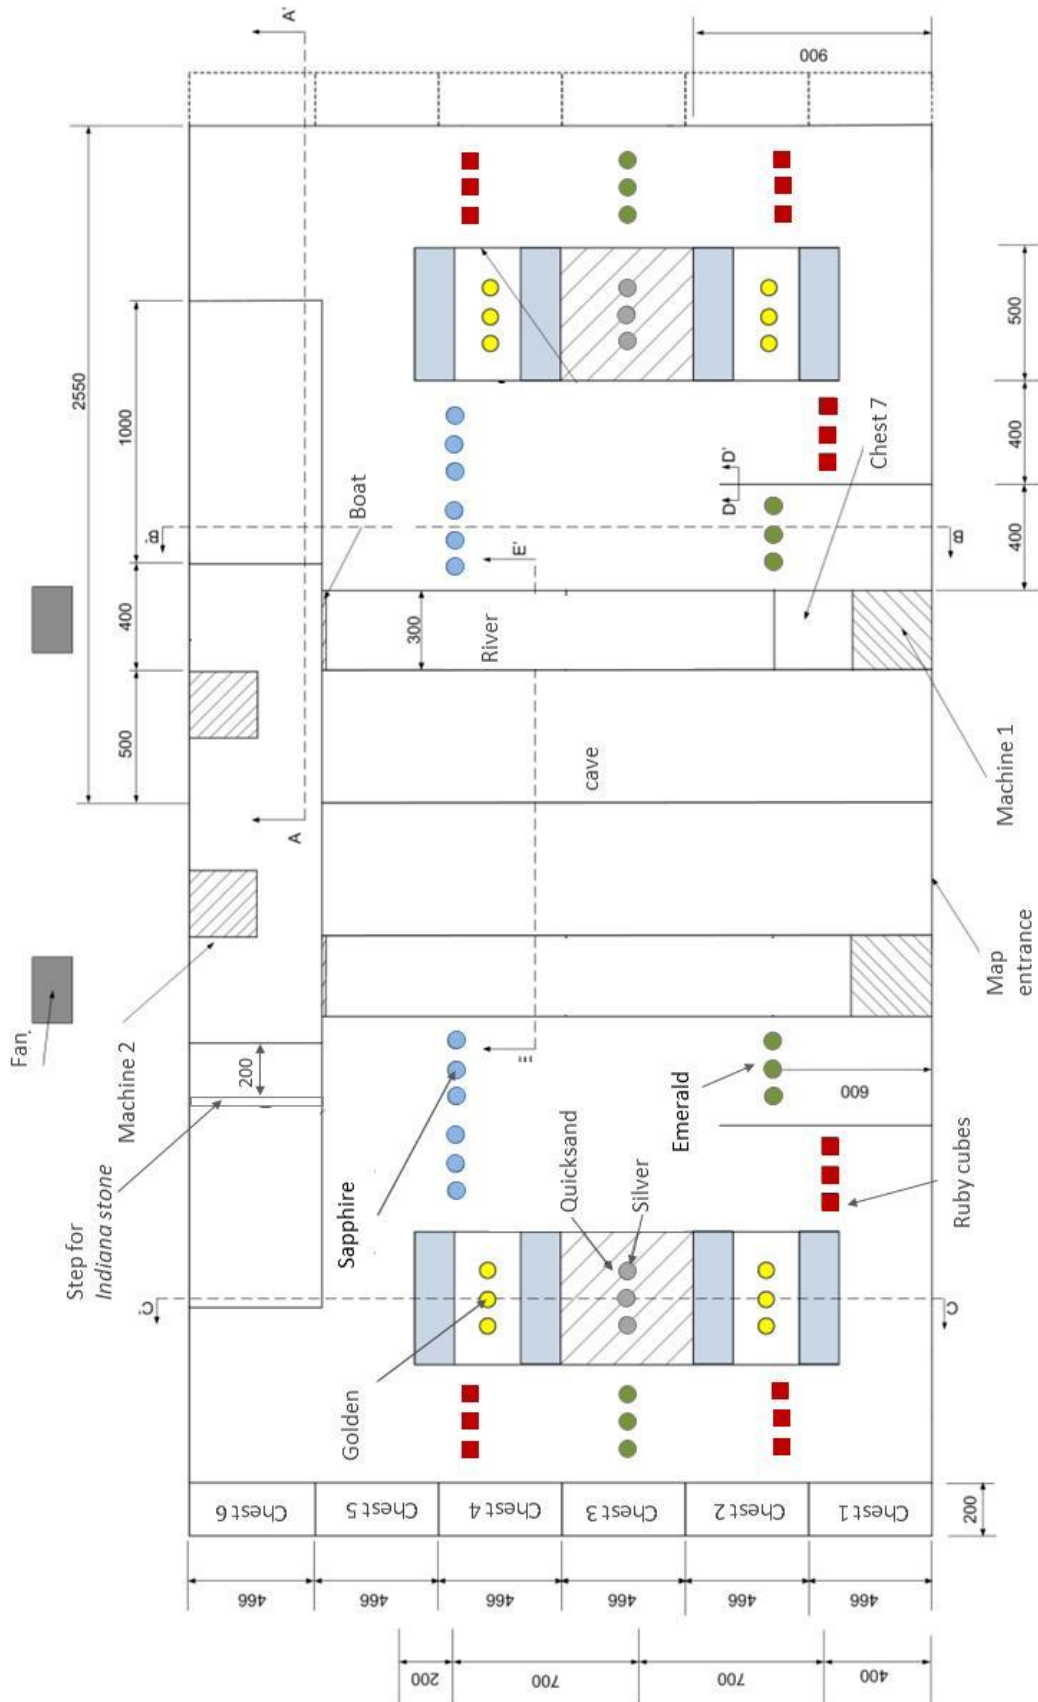 Fan.
Step for
Indiana stone
Machine 2
2550
500
400
1000
C'
B'
A
A'
200
Chest 6
Chest 5
Chest 4
Chest 3
Chest 2
Chest 1
466
466
466
466
466
466
200
700
700
400
Golden
Sapphire
Boat
300
River
E
E'
Quicksand
Silver
cave
Emerald
600
D
D'
Chest 7
Ruby cubes
Map
entrance
Machine 1
C
B
200
400
400
500
900